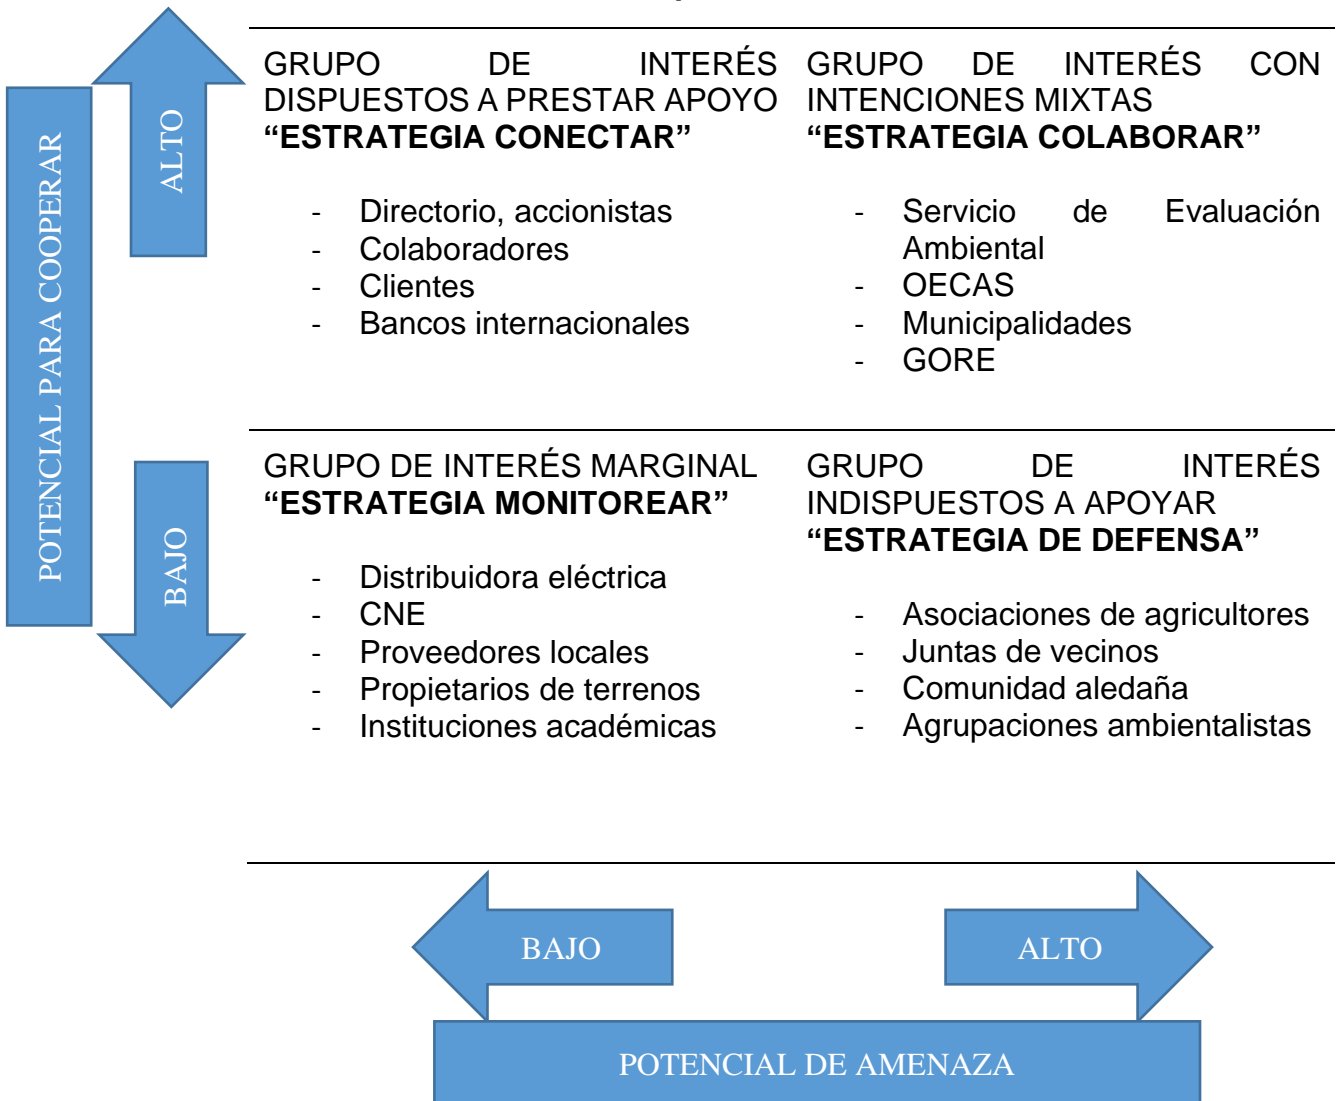 POTENCIAL PARA COOPERAR
ALTO
GRUPO DE INTERÉS
DISPUESTOS A PRESTAR APOYO
“ESTRATEGIA CONECTAR”
- Directorio, accionistas
- Colaboradores
- Clientes
- Bancos internacionales
GRUPO DE INTERÉS CON
INTENCIONES MIXTAS
“ESTRATEGIA COLABORAR”
- Servicio de Evaluación
Ambiental
- OECAS
- Municipalidades
- GORE
BAJO
GRUPO DE INTERÉS MARGINAL
“ESTRATEGIA MONITOREAR”
- Distribuidora eléctrica
- CNE
- Proveedores locales
- Propietarios de terrenos
- Instituciones académicas
GRUPO DE INTERÉS
INDISPUESTOS A APOYAR
“ESTRATEGIA DE DEFENSA”
- Asociaciones de agricultores
- Juntas de vecinos
- Comunidad aledaña
- Agrupaciones ambientalistas
BAJO
ALTO
POTENCIAL DE AMENAZA